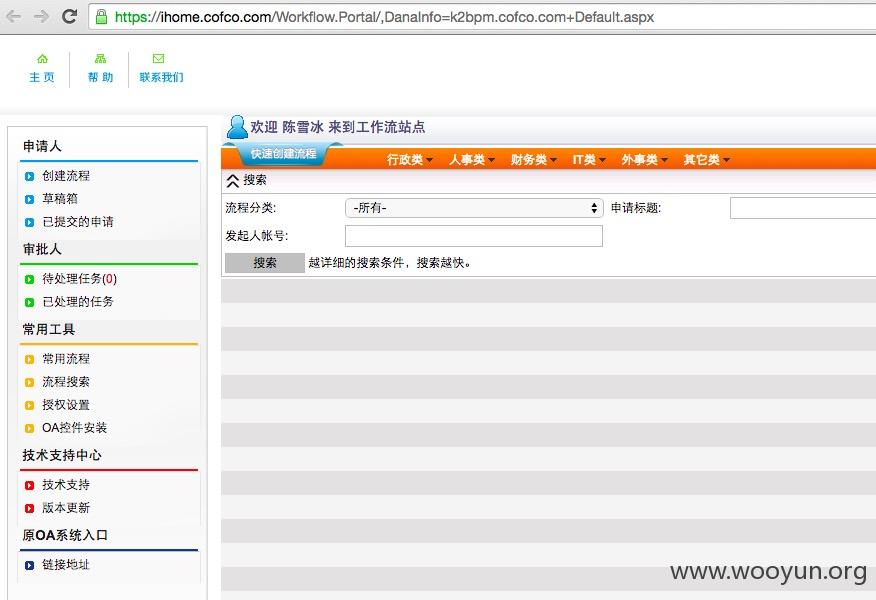 https://ihome.cofco.com/Workflow.Portal/,DanaInfo=k2bpm.cofco.com+Default.aspx
主 页 帮 助 联系我们
欢迎 陈雪冰 来到工作流站点
快速创建流程 行政类 人事类 财务类 IT类 外事类 其它类
搜索
流程分类: -所有- 申请标题:
发起人帐号:
搜索 越详细的搜索条件，搜索越快。
申请人
创建流程
草稿箱
已提交的申请
审批人
待处理任务(0)
已处理的任务
常用工具
常用流程
流程搜索
授权设置
OA控件安装
技术支持中心
技术支持
版本更新
原OA系统入口
链接地址
www.wooyun.org